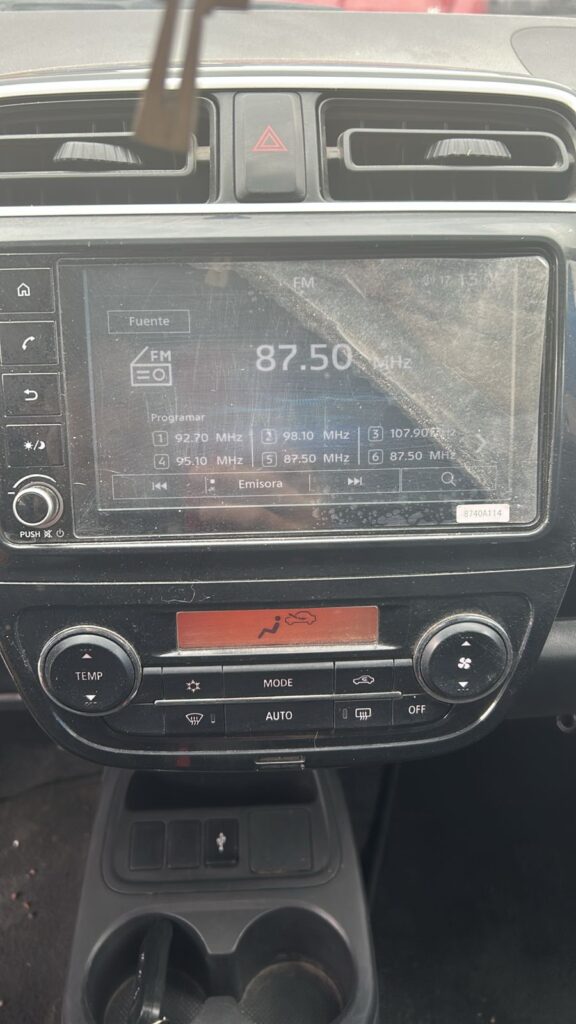 FM
Fuente
FM
87.50 MHz
Programar
1 92.70 MHz 2 98.10 MHz 3 107.90 MHz
4 95.10 MHz 5 87.50 MHz 6 87.50 MHz
Emisora
8740A114
PUSH
TEMP
MODE
AUTO
OFF